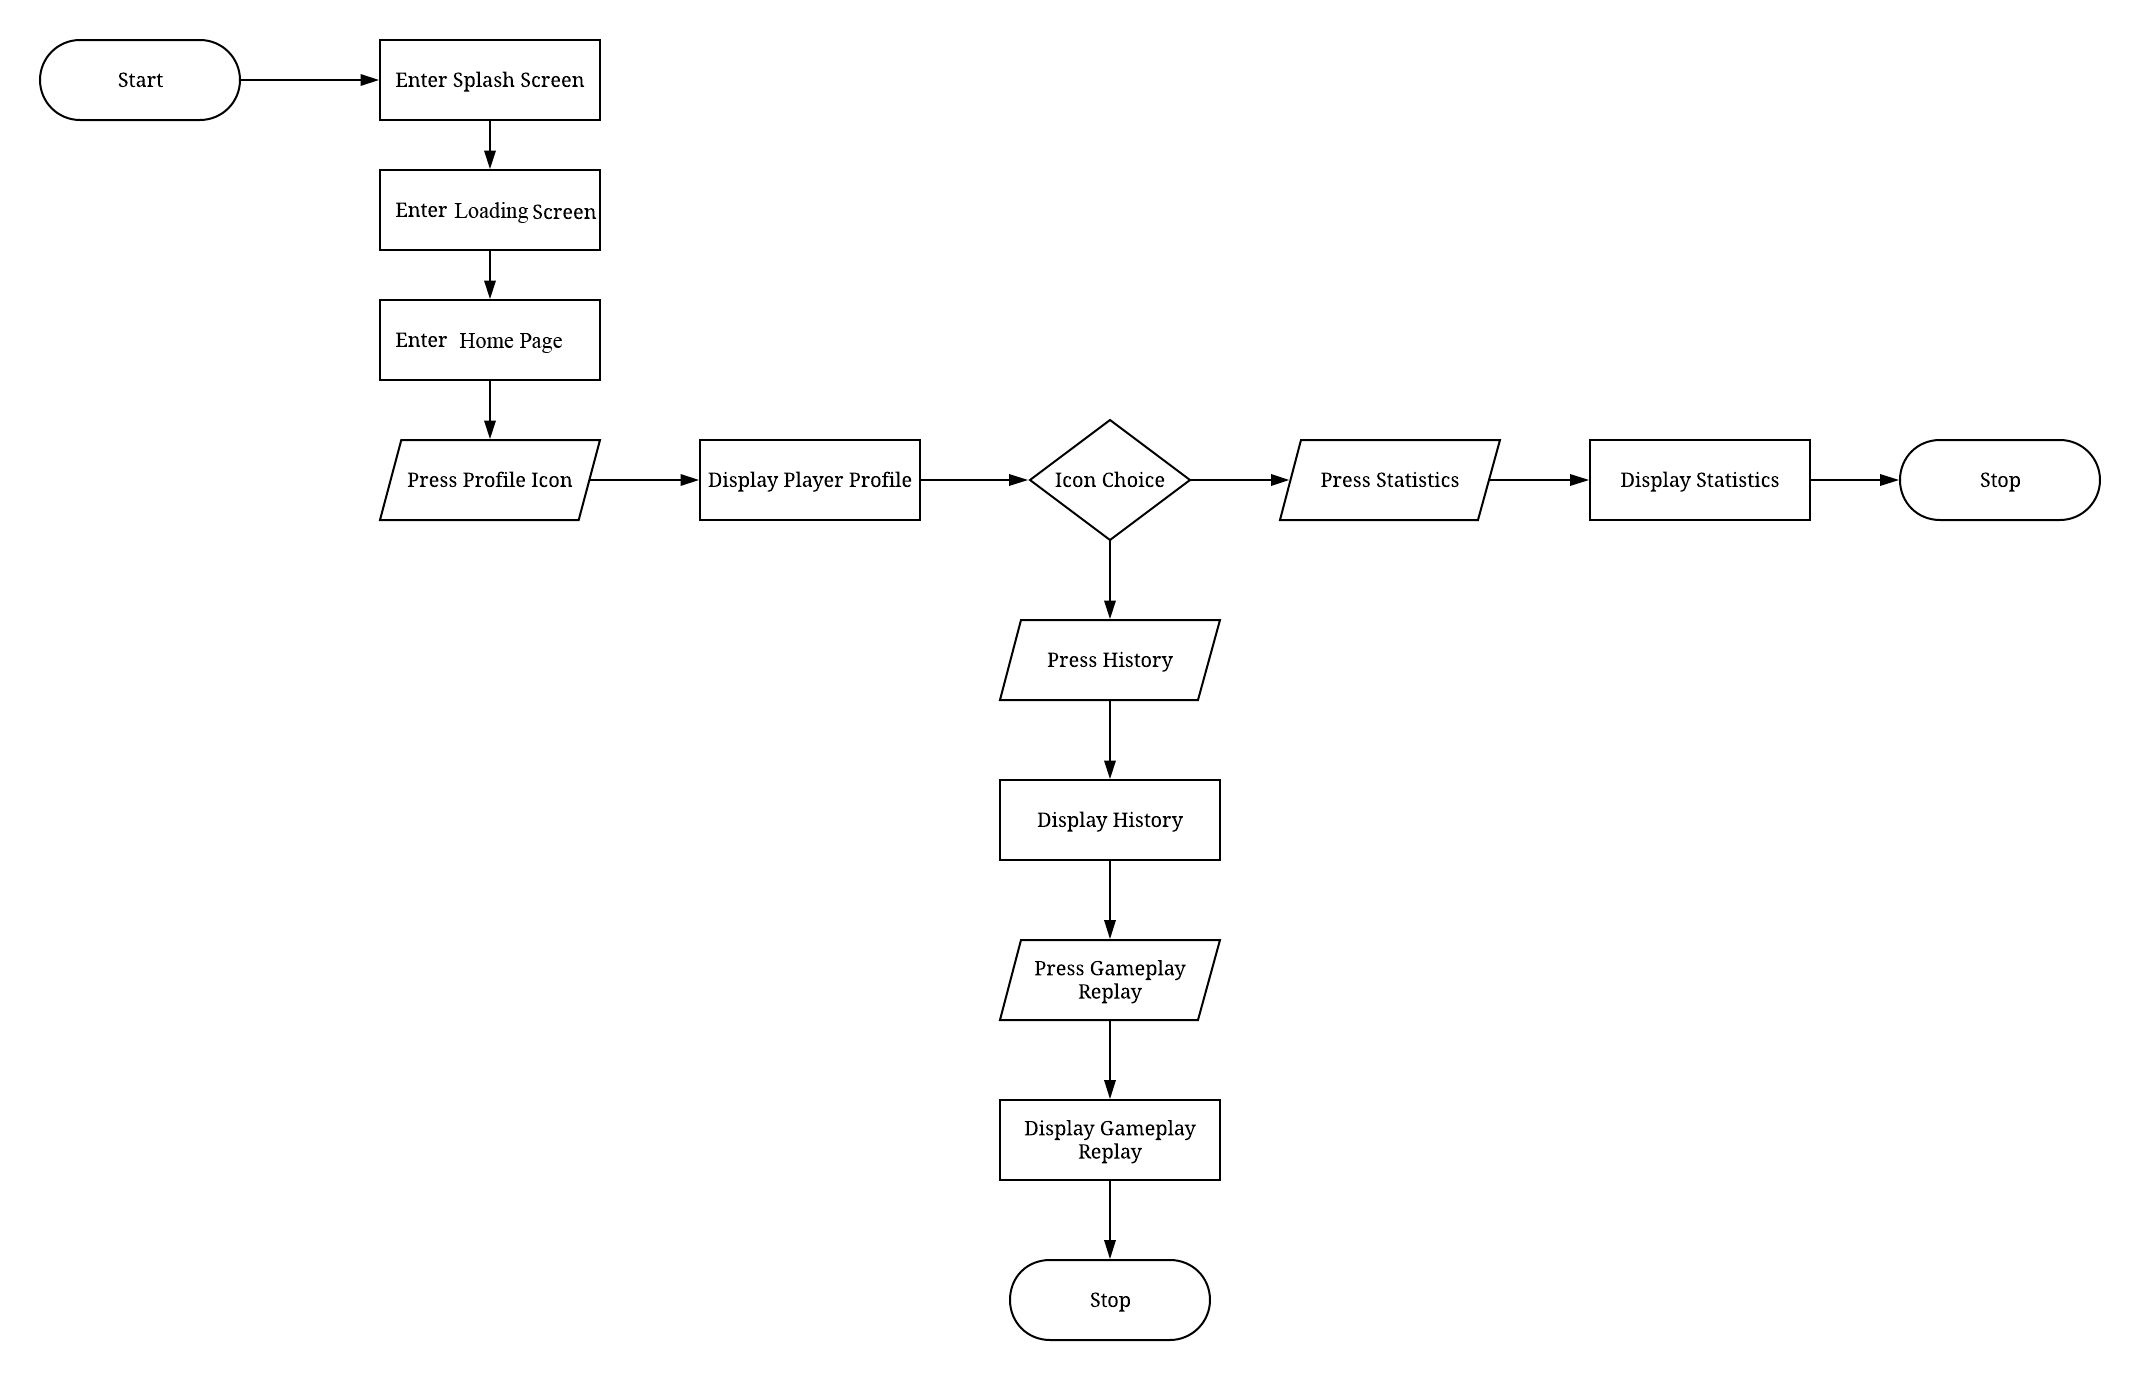 Start
Enter Splash Screen
Enter Loading Screen
Enter Home Page
Press Profile Icon
Display Player Profile
Icon Choice
Press Statistics
Display Statistics
Stop
Press History
Display History
Press Gameplay
Replay
Display Gameplay
Replay
Stop